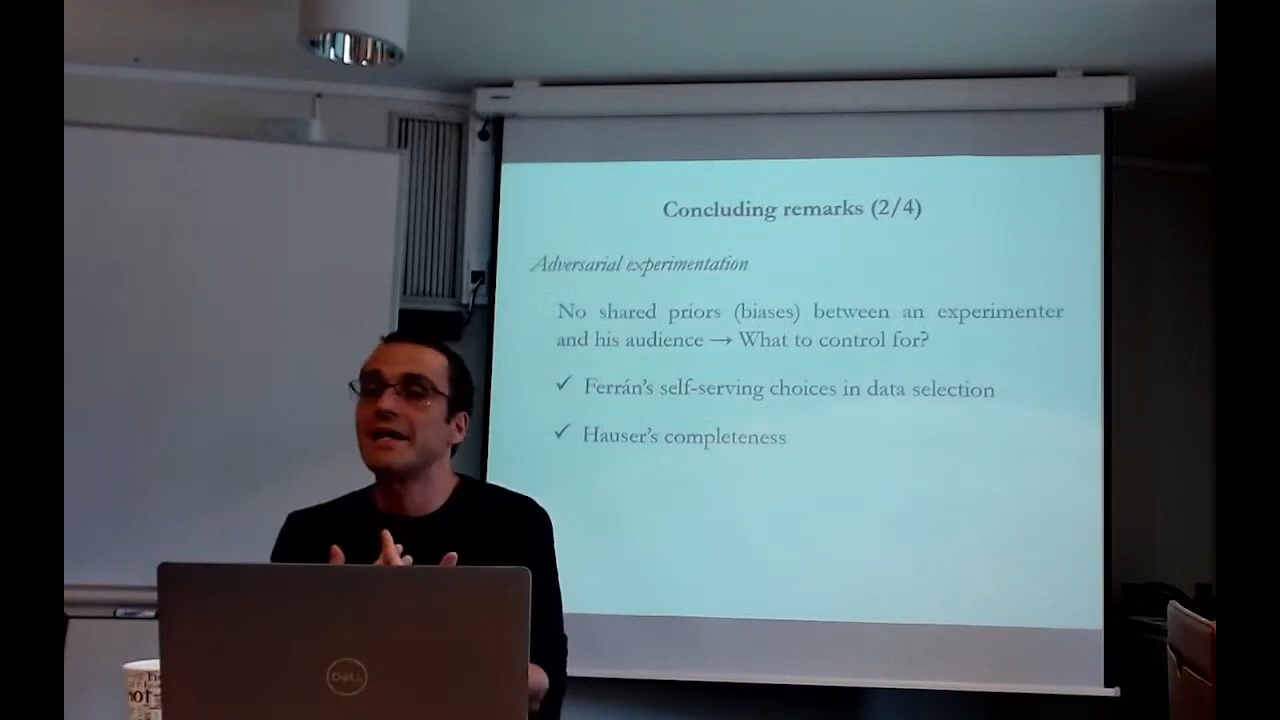 Concluding remarks (2/4)
Adversarial experimentation
No shared priors (biases) between an experimenter
and his audience → What to control for?
✓ Ferrán's self-serving choices in data selection
✓ Hauser's completeness
DELL